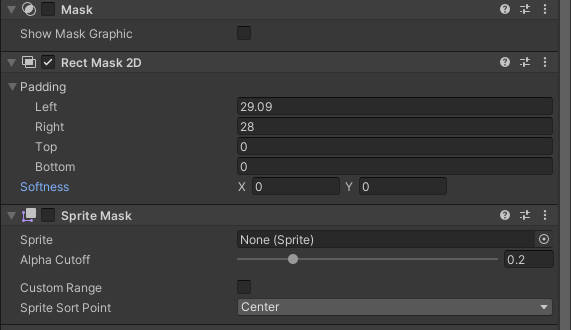 Mask
Show Mask Graphic
Rect Mask 2D
Padding
Left 29.09
Right 28
Top 0
Bottom 0
Softness X 0 Y 0
Sprite Mask
Sprite None (Sprite)
Alpha Cutoff 0.2
Custom Range
Sprite Sort Point Center